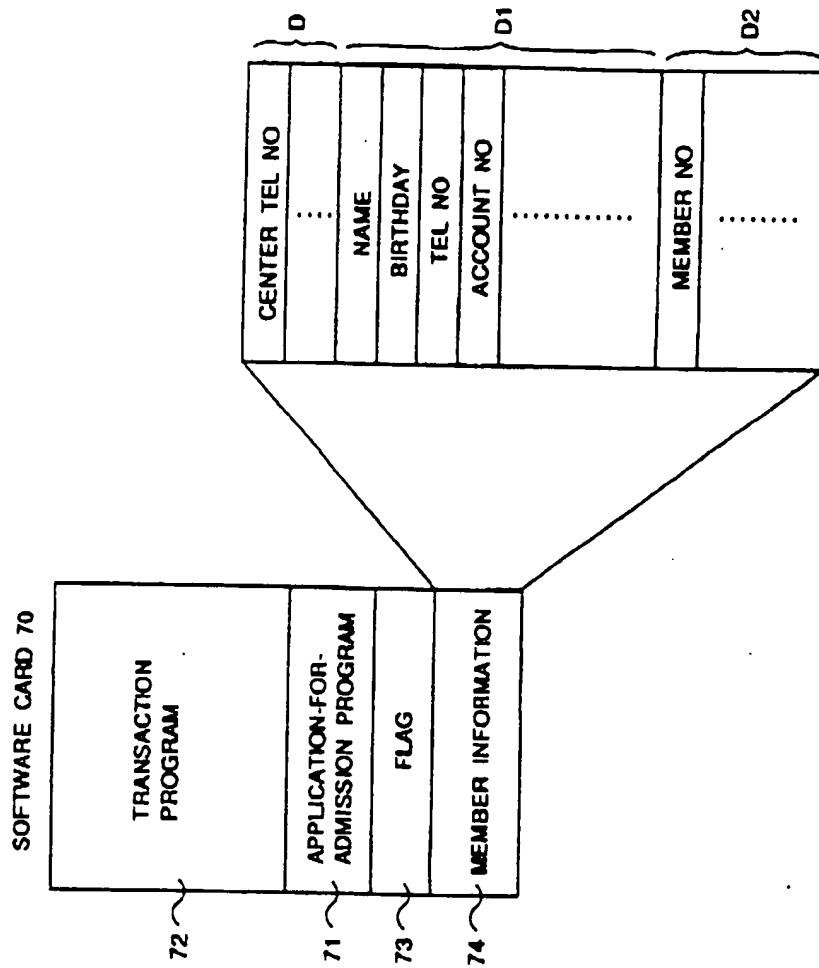 SOFTWARE CARD 70
72
TRANSACTION
PROGRAM
71
APPLICATION-FOR-
ADMISSION PROGRAM
73
FLAG
74
MEMBER INFORMATION
CENTER TEL NO
......
D
NAME
BIRTHDAY
TEL NO
ACCOUNT NO
............
D1
MEMBER NO
........
D2